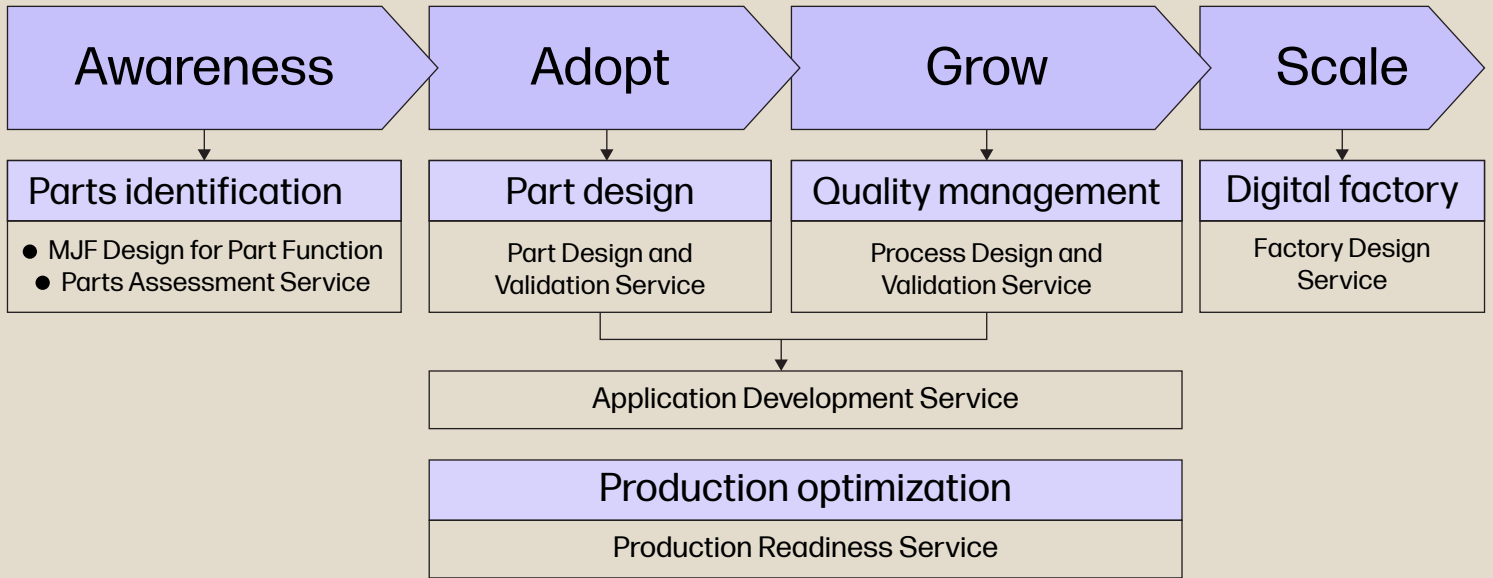 Awareness
Adopt
Grow
Scale
Parts identification
● MJF Design for Part Function
● Parts Assessment Service
Part design
Part Design and
Validation Service
Quality management
Process Design and
Validation Service
Digital factory
Factory Design
Service
Application Development Service
Production optimization
Production Readiness Service